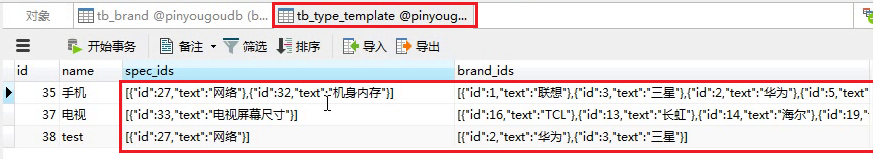 对象 tb_brand @pinyougoudb (b... tb_type_template @pinyoug...
开始事务 备注 筛选 排序 导入 导出
id name spec_ids brand_ids
35 手机 [{"id":27,"text":"网络"},{"id":32,"text":"机身内存"}] [{"id":1,"text":"联想"},{"id":3,"text":"三星"},{"id":2,"text":"华为"},{"id":5,"text"
37 电视 [{"id":33,"text":"电视屏幕尺寸"}] [{"id":16,"text":"TCL"},{"id":13,"text":"长虹"},{"id":14,"text":"海尔"},{"id":19,"
38 test [{"id":27,"text":"网络"}] [{"id":2,"text":"华为"},{"id":3,"text":"三星"}]